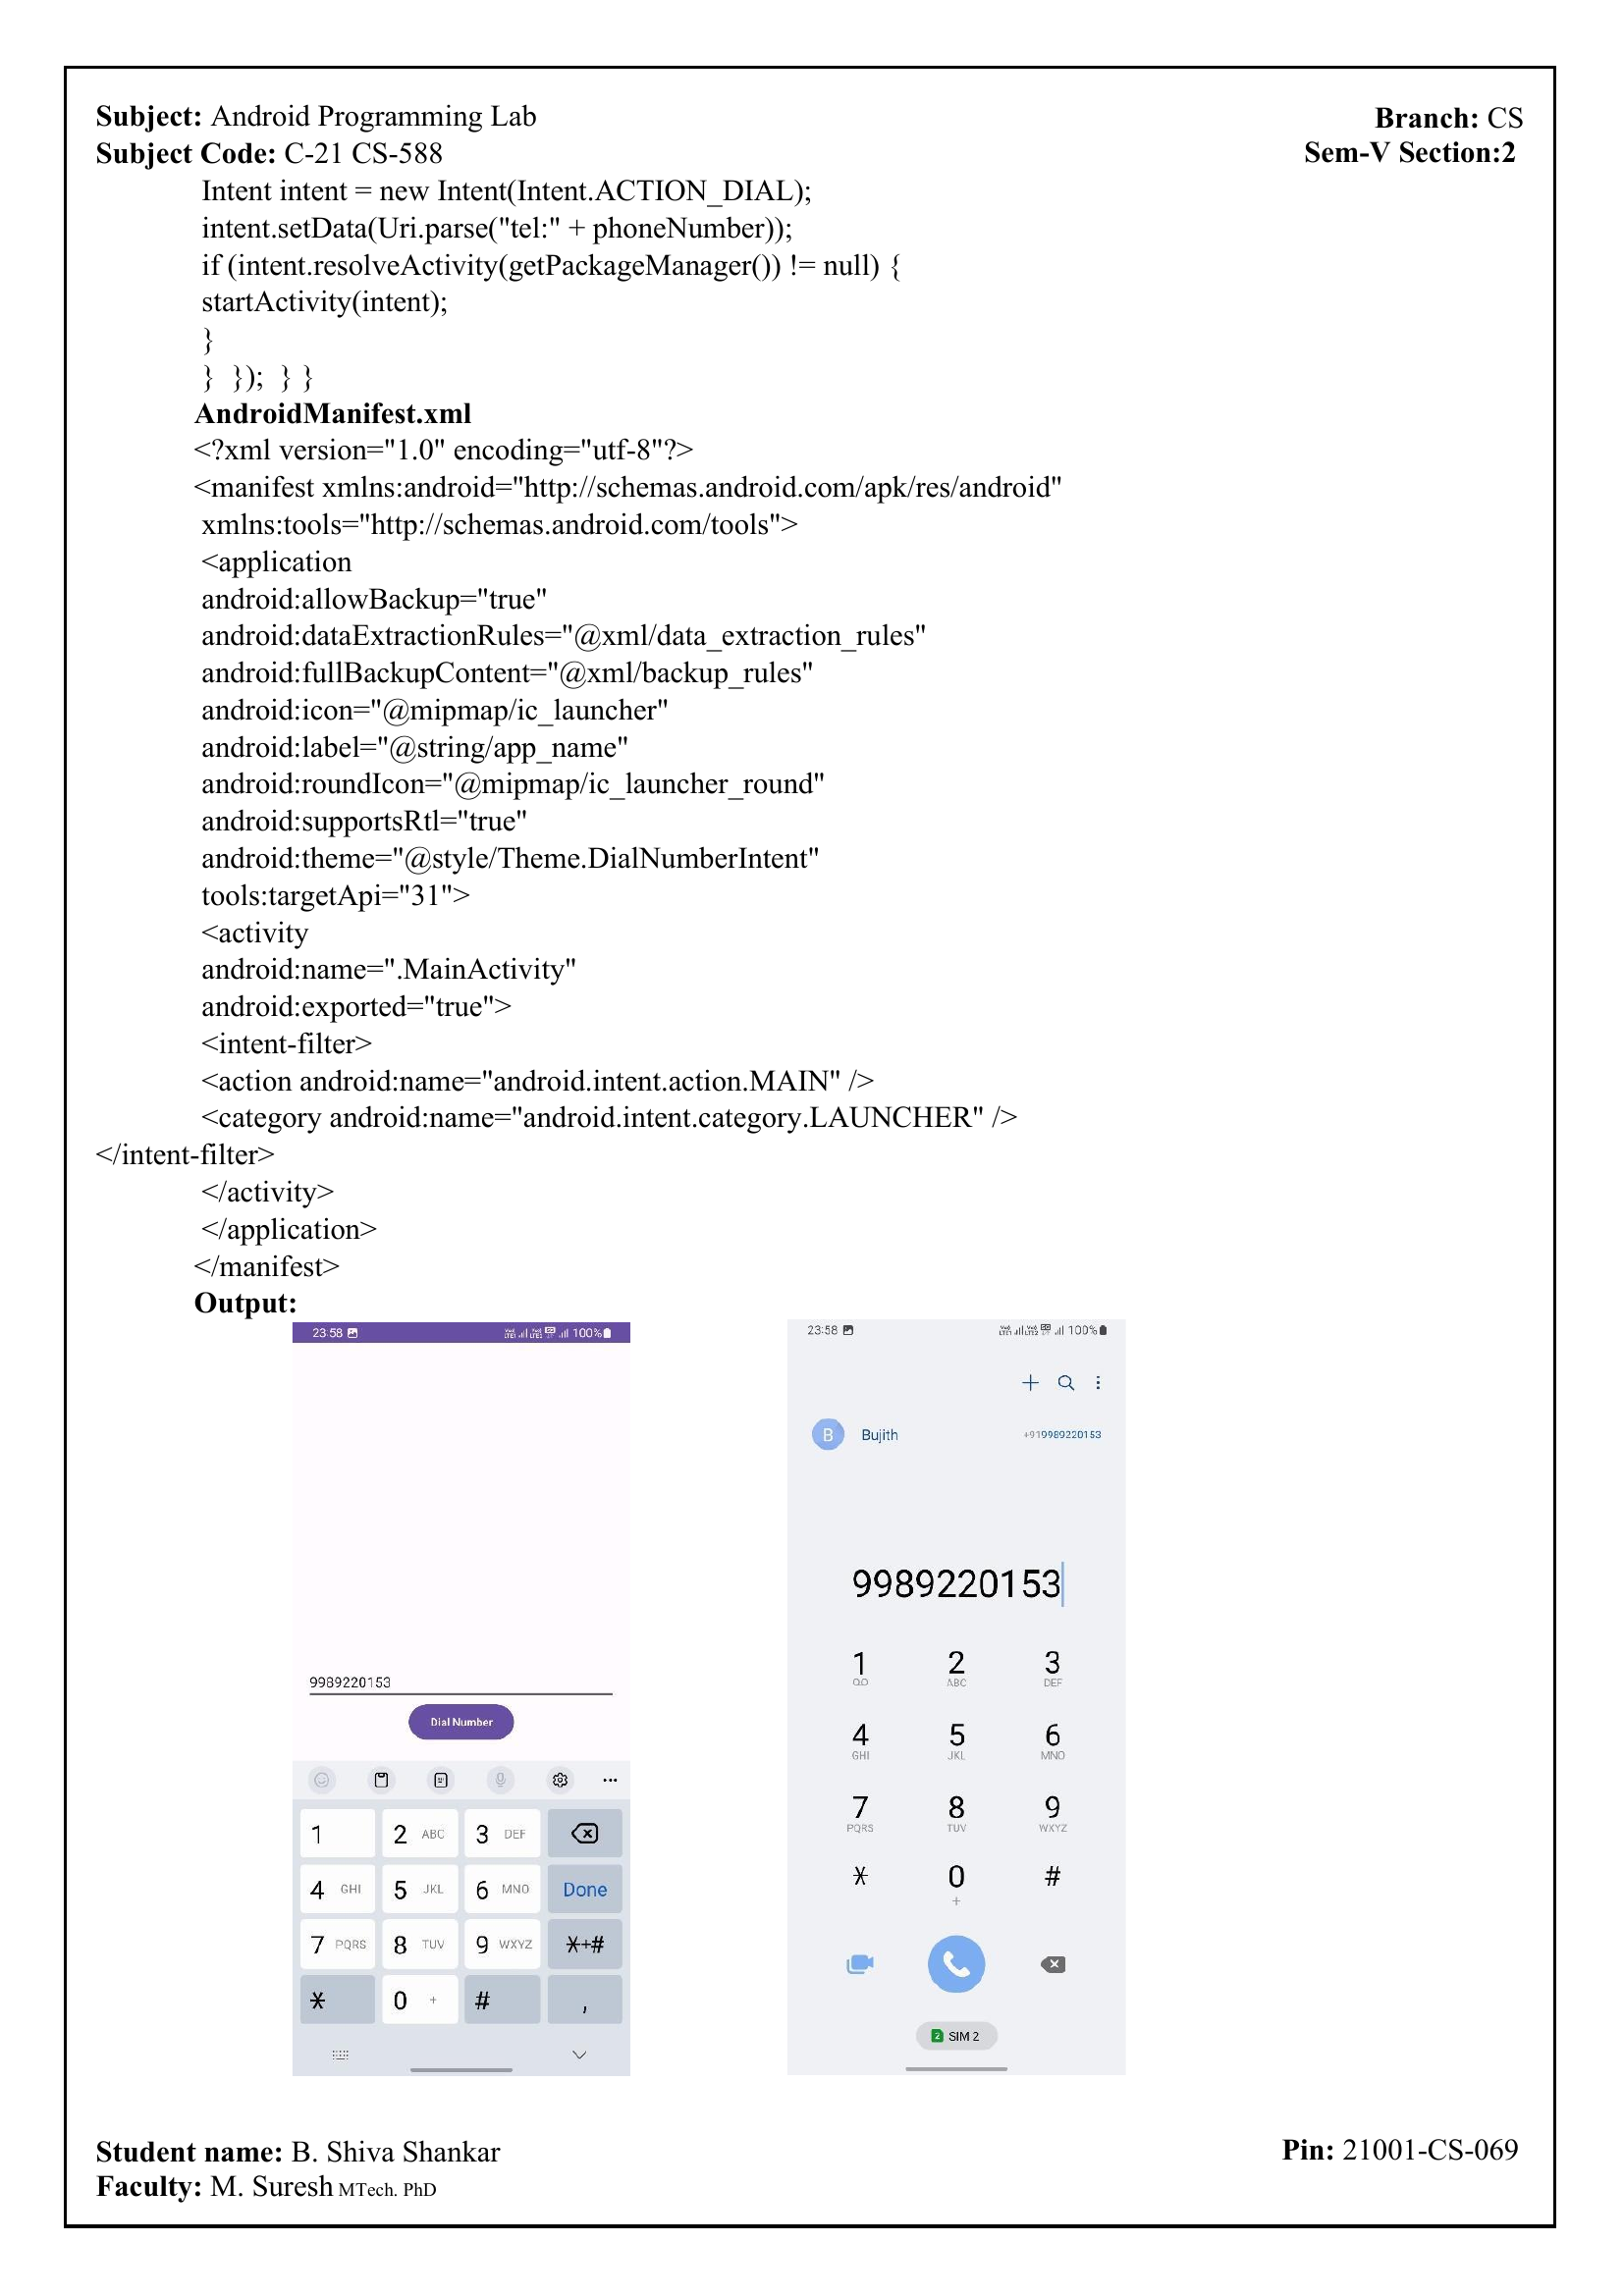 Subject: Android Programming Lab
Branch: CS
Subject Code: C-21 CS-588
Sem-V Section:2
Intent intent = new Intent(Intent.ACTION_DIAL);
intent.setData(Uri.parse("tel:" + phoneNumber));
if (intent.resolveActivity(getPackageManager()) != null) {
startActivity(intent);
}
} }); } }
AndroidManifest.xml
<?xml version="1.0" encoding="utf-8"?>
<manifest xmlns:android="http://schemas.android.com/apk/res/android"
xmlns:tools="http://schemas.android.com/tools">
<application
android:allowBackup="true"
android:dataExtractionRules="@xml/data_extraction_rules"
android:fullBackupContent="@xml/backup_rules"
android:icon="@mipmap/ic_launcher"
android:label="@string/app_name"
android:roundIcon="@mipmap/ic_launcher_round"
android:supportsRtl="true"
android:theme="@style/Theme.DialNumberIntent"
tools:targetApi="31">
<activity
android:name=".MainActivity"
android:exported="true">
<intent-filter>
<action android:name="android.intent.action.MAIN" />
<category android:name="android.intent.category.LAUNCHER" />
</intent-filter>
</activity>
</application>
</manifest>
Output:
23:58 100%
9989220153
Dial Number
1 2 ABC 3 DEF
4 GHI 5 JKL 6 MNO Done
7 PQRS 8 TUV 9 WXYZ *+#
* 0 + # ,
23:58 100%
B Bujith +919989220153
9989220153
1 2 3
ABC DEF
4 5 6
GHI JKL MNO
7 8 9
PQRS TUV WXYZ
* 0 #
+
2 SIM 2
Student name: B. Shiva Shankar
Pin: 21001-CS-069
Faculty: M. Suresh MTech. PhD